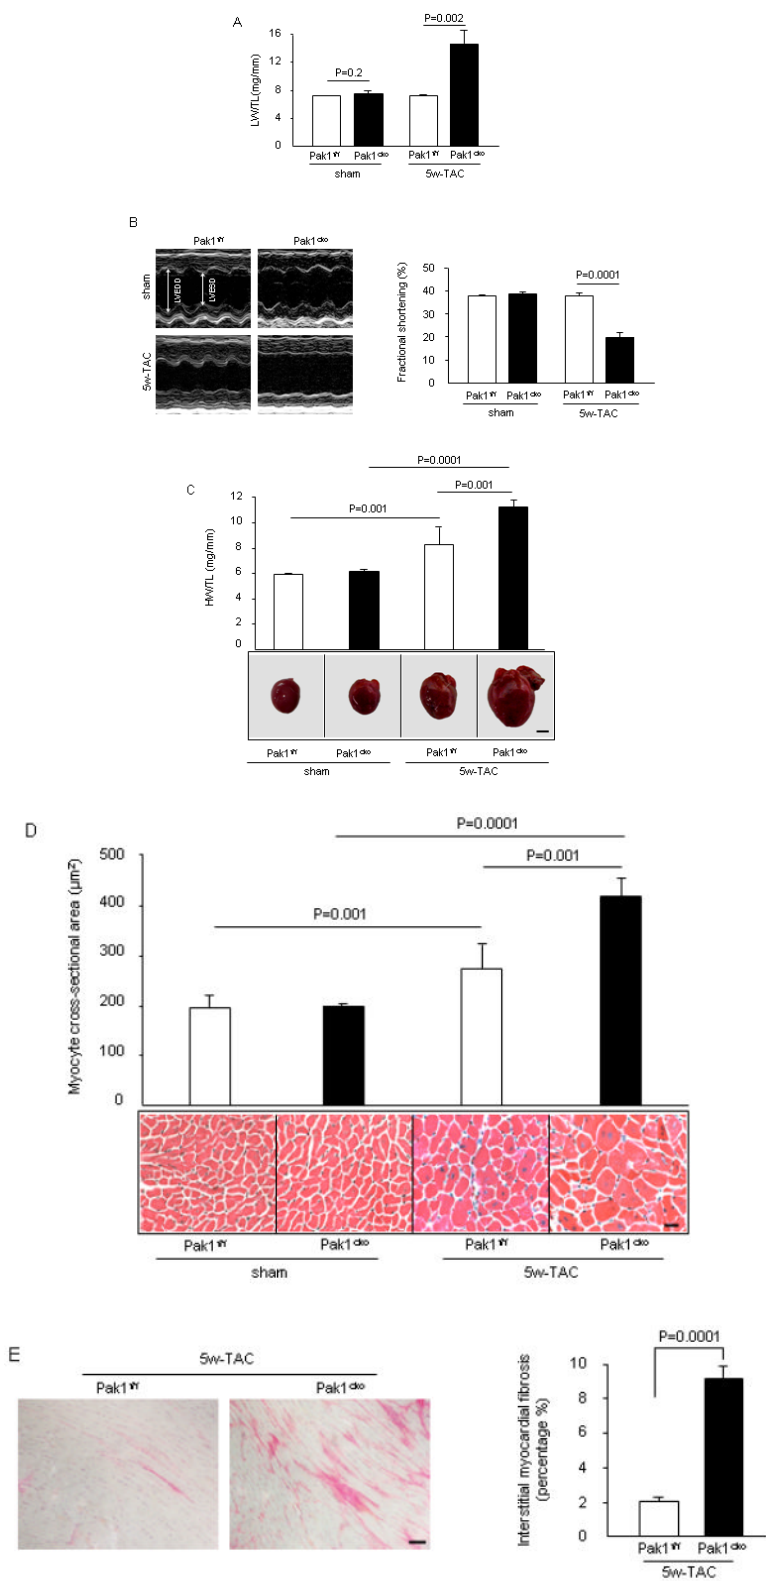 A
P=0.002
16
P=0.2
12
8
4
0
LW/TL(mg/mm)
Pak1f/f Pak1cko Pak1f/f Pak1cko
sham 5w-TAC
B
Pak1f/f Pak1cko
sham
LVEDD
LVESD
5w-TAC
50
P=0.0001
40
30
20
10
0
Fractional shortening (%)
Pak1f/f Pak1cko Pak1f/f Pak1cko
sham 5w-TAC
P=0.0001
C
P=0.001
12
P=0.001
10
8
6
4
2
0
HW/TL (mg/mm)
Pak1f/f Pak1cko Pak1f/f Pak1cko
sham 5w-TAC
D
P=0.0001
500
P=0.001
400
P=0.001
300
200
100
0
Myocyte cross-sectional area (µm²)
Pak1f/f Pak1cko Pak1f/f Pak1cko
sham 5w-TAC
E
5w-TAC
Pak1f/f Pak1cko
P=0.0001
10
8
6
4
2
0
Interstitial myocardial fibrosis
(percentage %)
Pak1f/f Pak1cko
5w-TAC